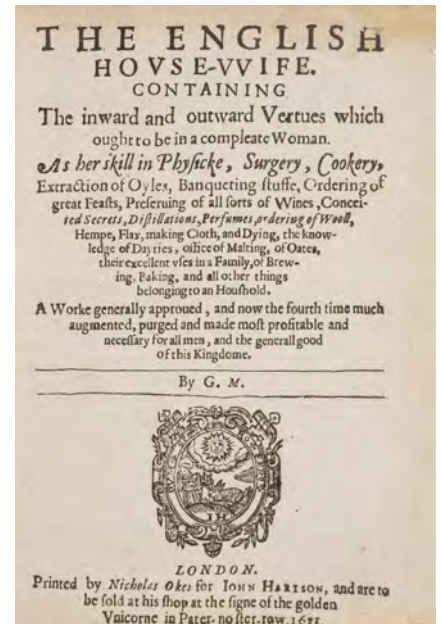 THE ENGLISH
HOVSE-VVIFE.
CONTAINING
The inward and outward Vertues which
ought to be in a compleate Woman.
As her skill in Phyſicke, Surgery, Cookery,
Extraction of Oyles, Banqueting ſtuffe, Ordering of
great Feaſts, Preſeruing of all ſorts of Wines, Concei-
ted Secrets, Diſtillations, Perfumes, ordering of Wooll,
Hempe, Flax, making Cloth, and Dying, the know-
ledge of Dayries, office of Malting, of Oates,
their excellent vſes in a Family, of Brew-
ing, Baking, and all other things
belonging to an Houſhold.
A Worke generally approued, and now the fourth time much
augmented, purged and made moſt profitable and
neceſſary for all men, and the generall good
of this Kingdome.
By G. M.
IH
LONDON.
Printed by Nicholas Okes for IOHN HARISON, and are to
be ſold at his ſhop at the ſigne of the golden
Vnicorne in Pater-noſter-row. 1631